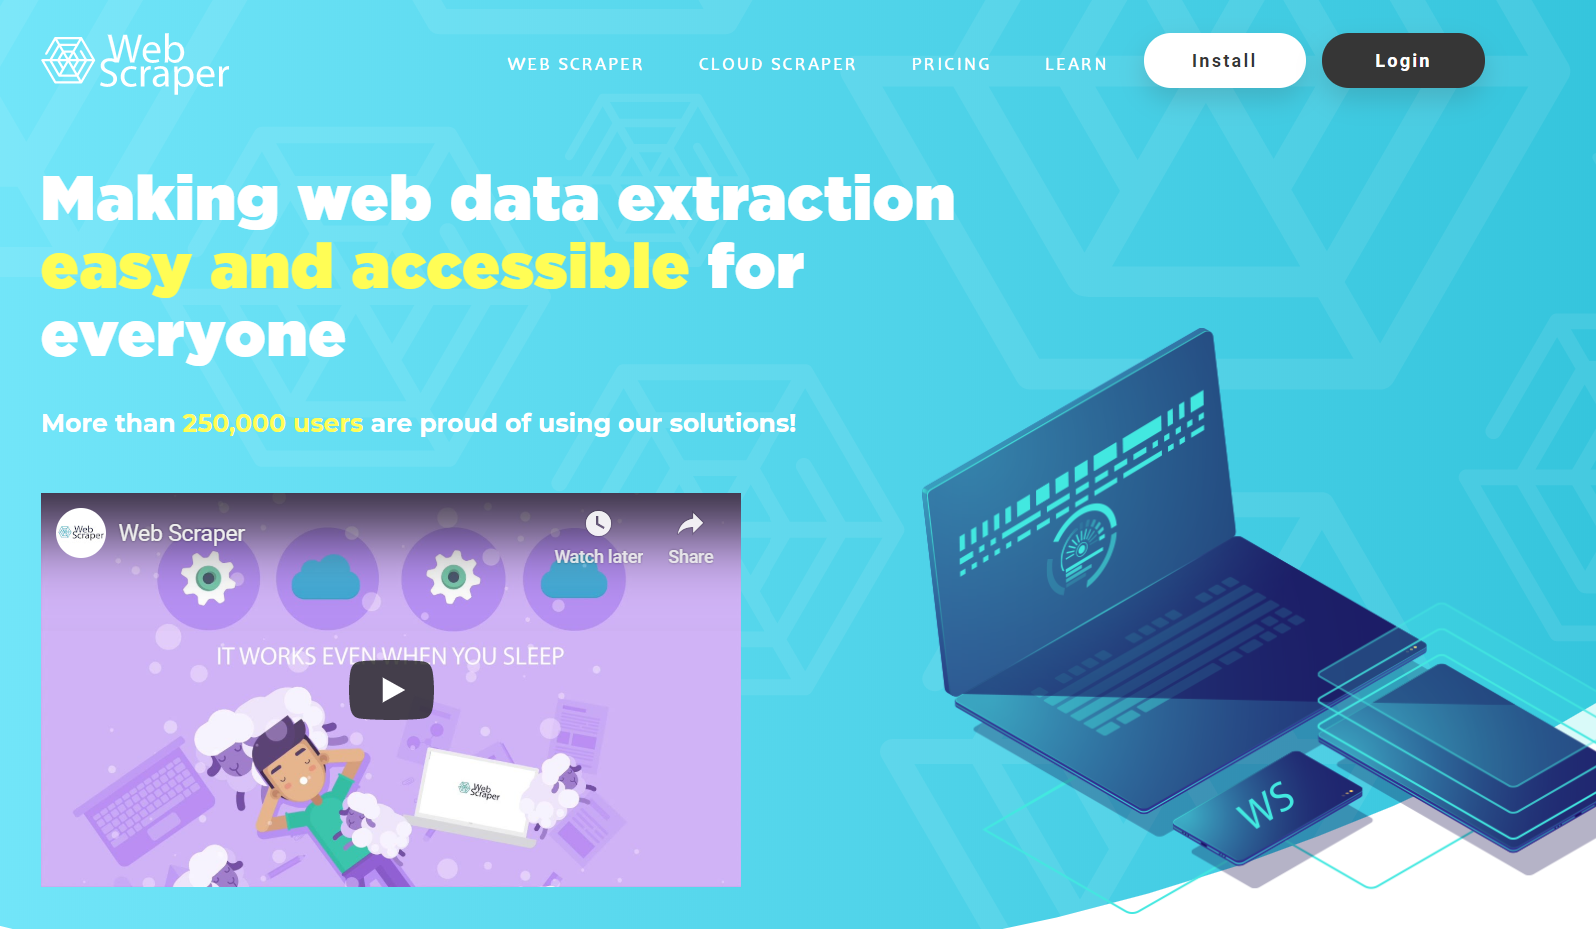 Web
Scraper
WEB SCRAPER
CLOUD SCRAPER
PRICING
LEARN
Install
Login
Making web data extraction
easy and accessible for
everyone
More than 250,000 users are proud of using our solutions!
Web
Scraper
Web Scraper
Watch later
Share
IT WORKS EVEN WHEN YOU SLEEP
Web
Scraper
WS